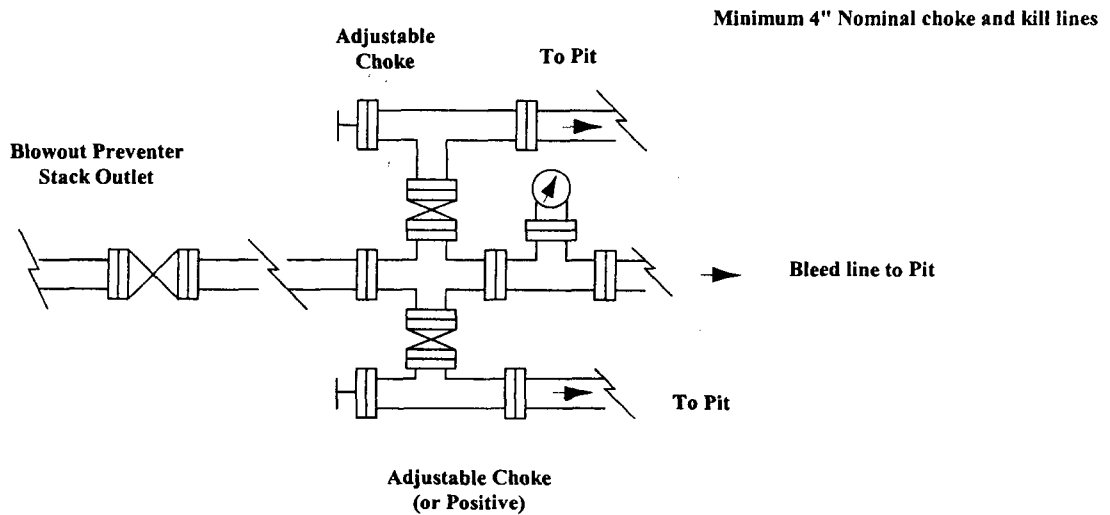 Minimum 4" Nominal choke and kill lines
Adjustable
Choke
To Pit
Blowout Preventer
Stack Outlet
Bleed line to Pit
To Pit
Adjustable Choke
(or Positive)